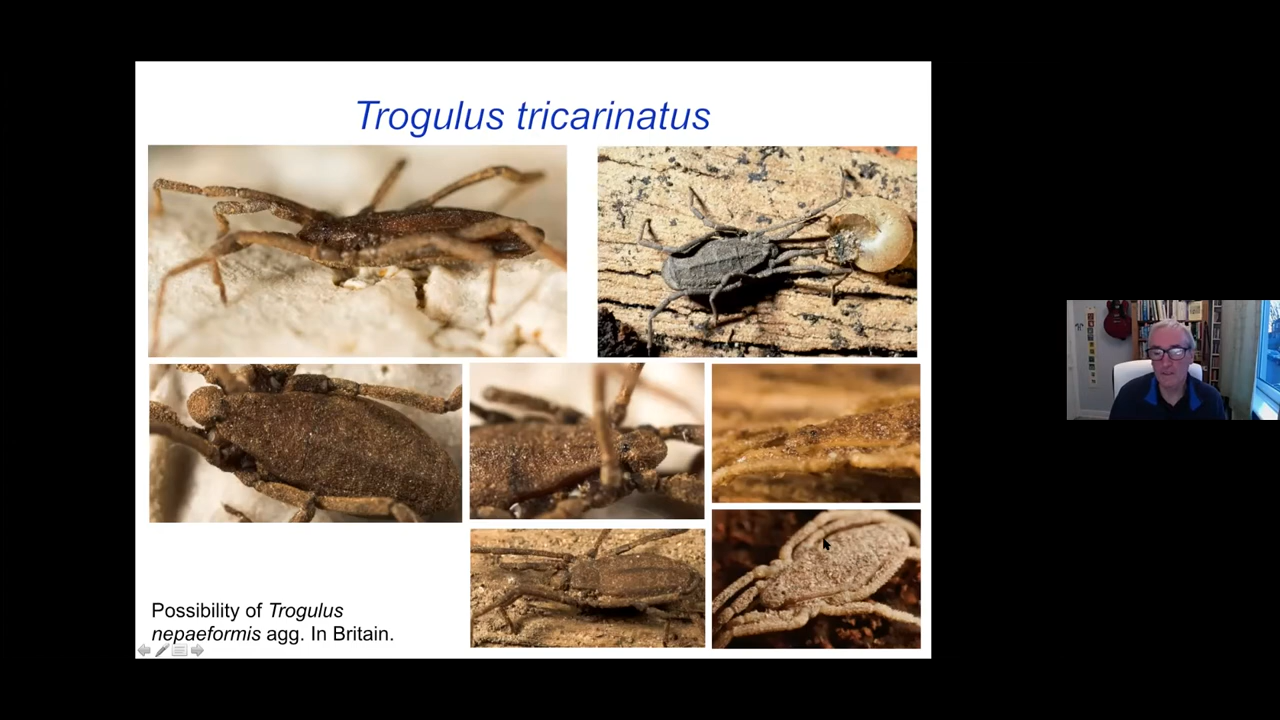 Trogulus tricarinatus
Possibility of Trogulus
nepaeformis agg. In Britain.